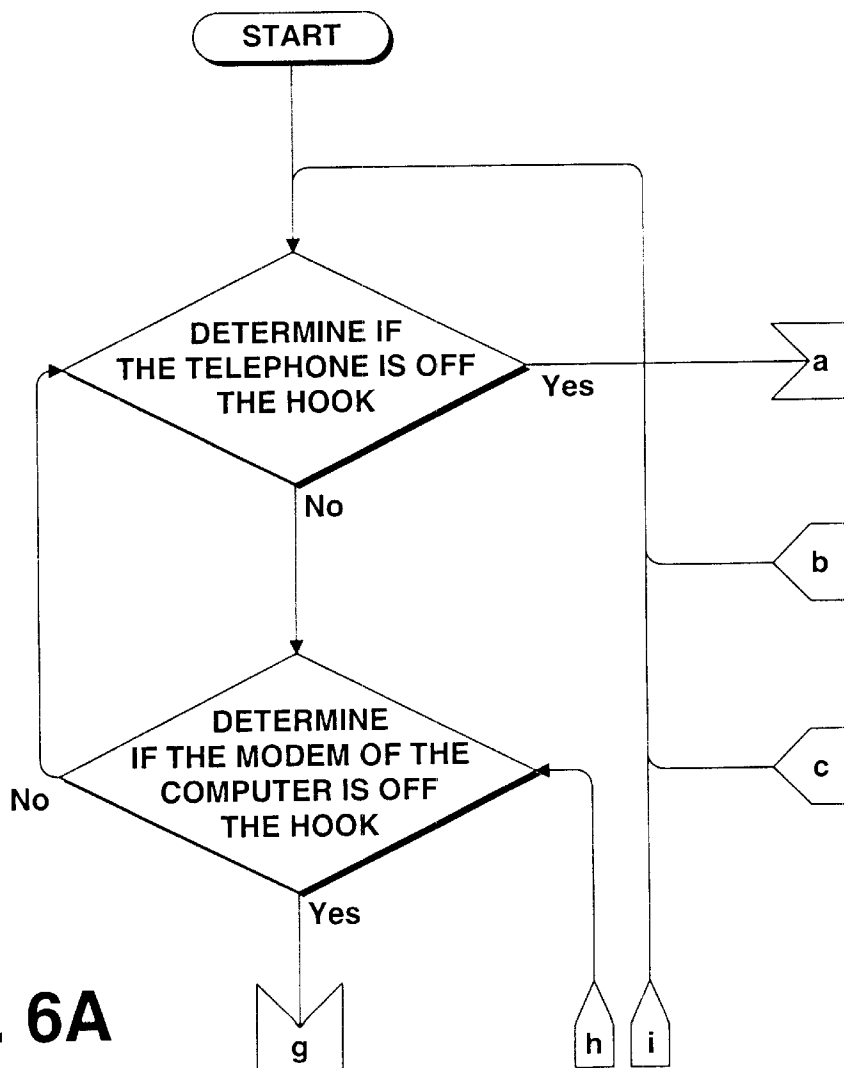 START
DETERMINE IF
THE TELEPHONE IS OFF
THE HOOK
Yes
a
No
b
DETERMINE
IF THE MODEM OF THE
COMPUTER IS OFF
THE HOOK
No
c
Yes
. 6A
g
h
i